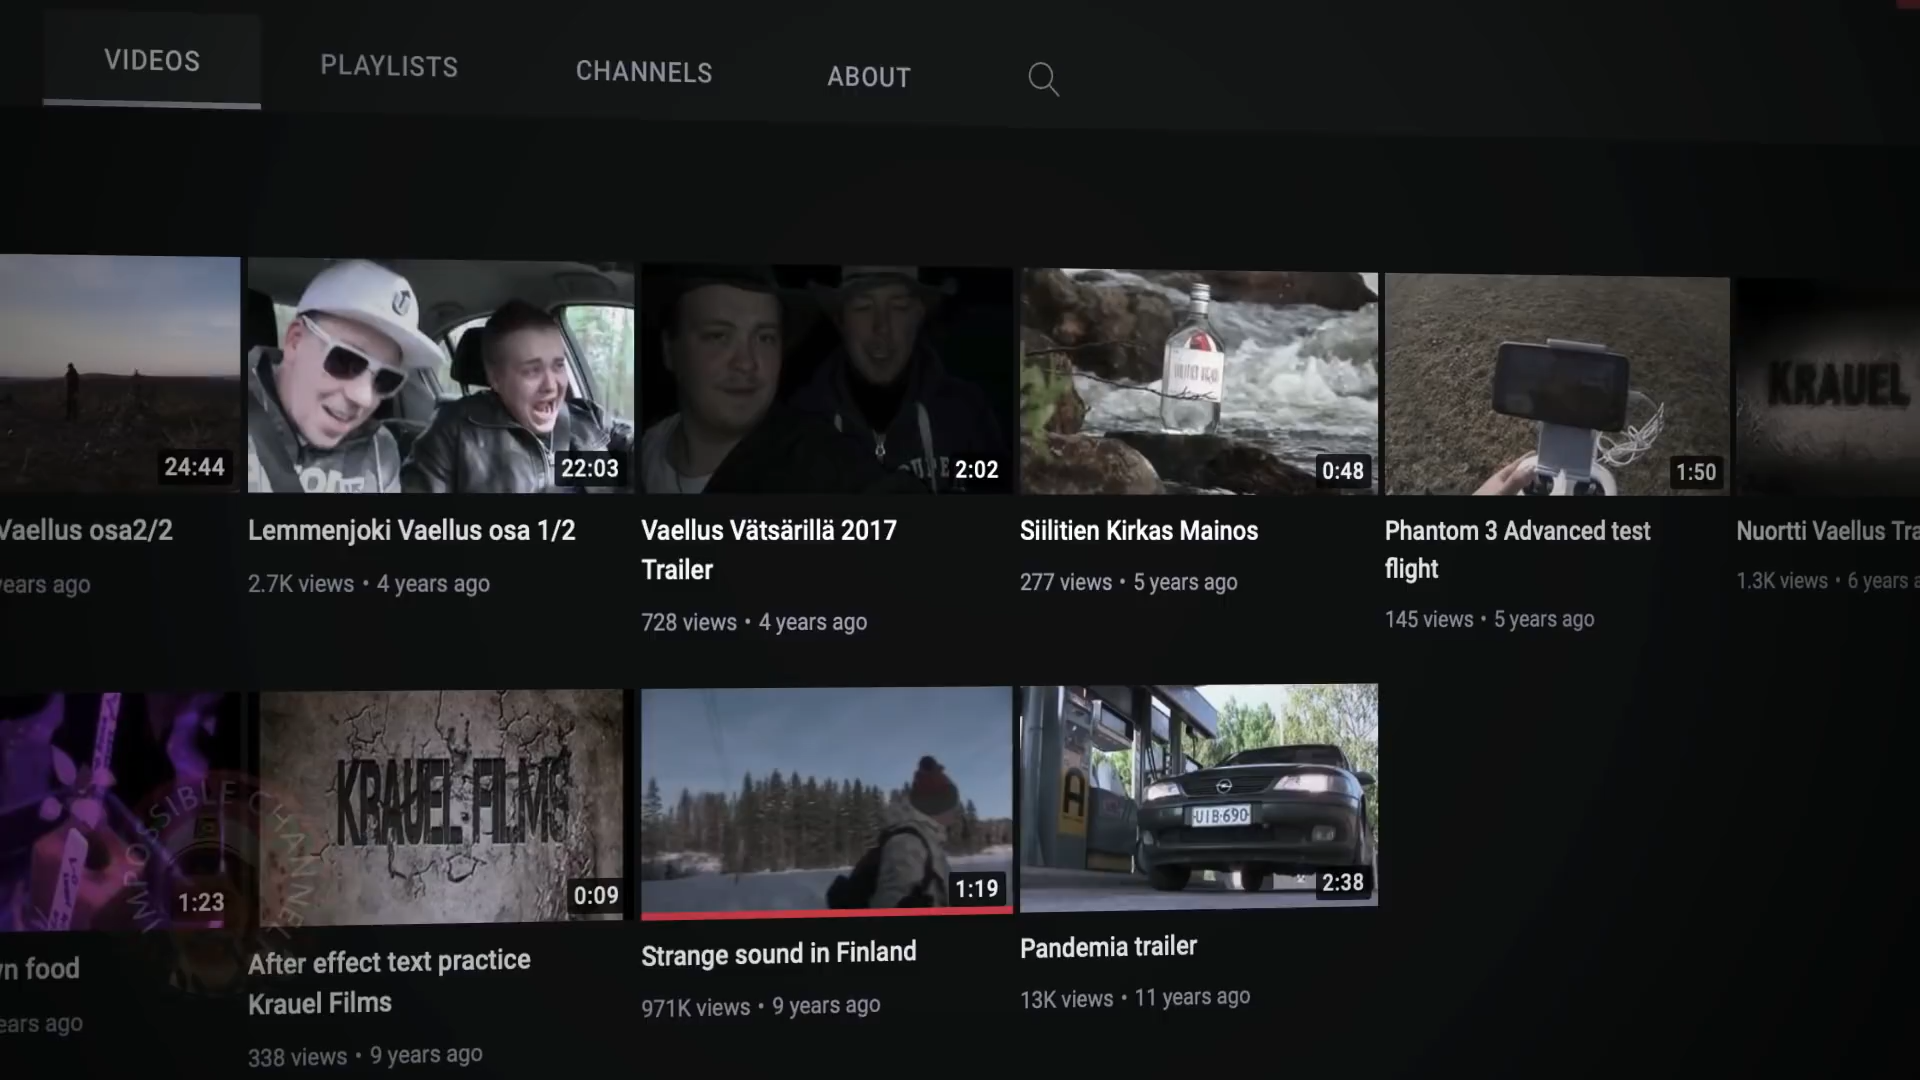 VIDEOS
PLAYLISTS
CHANNELS
ABOUT
24:44
22:03
2:02
0:48
1:50
KRAUEL
Vaellus osa2/2
Lemmenjoki Vaellus osa 1/2
Vaellus Vätsärillä 2017
Trailer
Siilitien Kirkas Mainos
Phantom 3 Advanced test
flight
Nuortti Vaellus Tra
years ago
2.7K views • 4 years ago
728 views • 4 years ago
277 views • 5 years ago
145 views • 5 years ago
1.3K views • 6 years a
IMPOSSIBLE CHANNEL
1:23
KRAUEL FILMS
0:09
1:19
A
UIB-690
2:38
vn food
After effect text practice
Krauel Films
Strange sound in Finland
Pandemia trailer
ears ago
338 views • 9 years ago
971K views • 9 years ago
13K views • 11 years ago